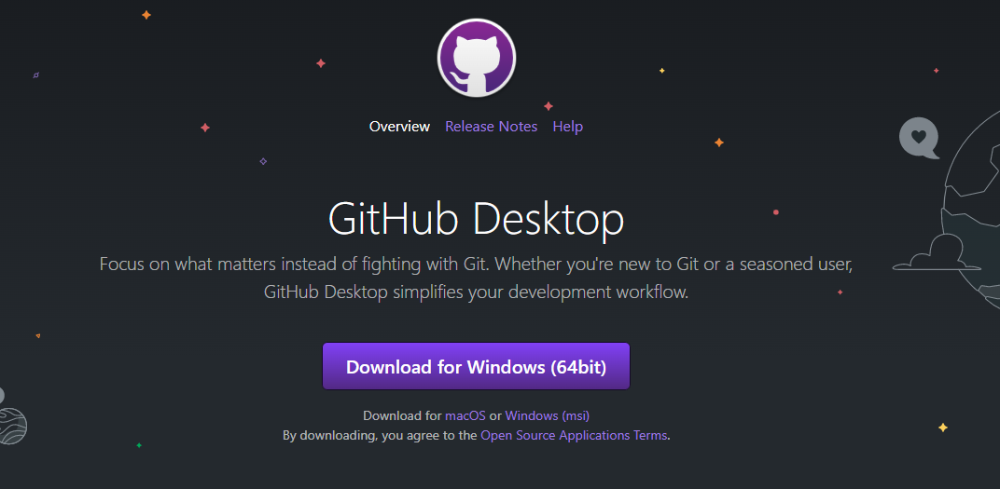 Overview Release Notes Help
GitHub Desktop
Focus on what matters instead of fighting with Git. Whether you're new to Git or a seasoned user,
GitHub Desktop simplifies your development workflow.
Download for Windows (64bit)
Download for macOS or Windows (msi)
By downloading, you agree to the Open Source Applications Terms.